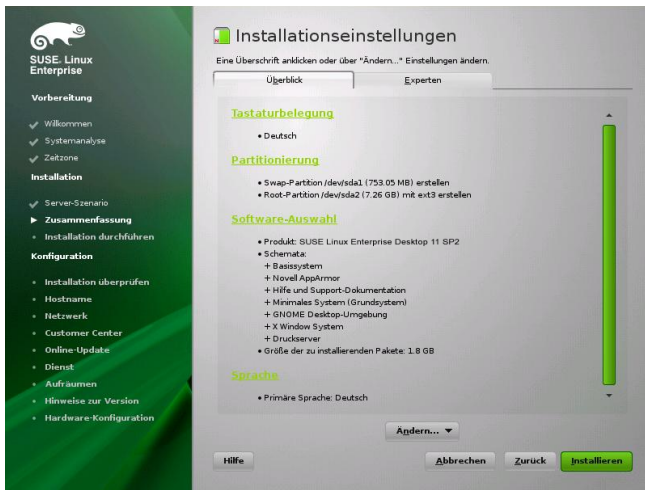 SUSE. Linux
Enterprise
Vorbereitung
Willkommen
Systemanalyse
Zeitzone
Installation
Server-Szenario
Zusammenfassung
Installation durchführen
Konfiguration
Installation überprüfen
Hostname
Netzwerk
Customer Center
Online-Update
Dienst
Aufräumen
Hinweise zur Version
Hardware-Konfiguration
Installationseinstellungen
Eine Überschrift anklicken oder über "Ändern..." Einstellungen ändern.
Überblick
Experten
Tastaturbelegung
• Deutsch
Partitionierung
• Swap-Partition /dev/sda1 (753.05 MB) erstellen
• Root-Partition /dev/sda2 (7.26 GB) mit ext3 erstellen
Software-Auswahl
• Produkt: SUSE Linux Enterprise Desktop 11 SP2
• Schemata:
+ Basissystem
+ Novell AppArmor
+ Hilfe und Support-Dokumentation
+ Minimales System (Grundsystem)
+ GNOME Desktop-Umgebung
+ X Window System
+ Druckserver
• Größe der zu installierenden Pakete: 1.8 GB
Sprache
• Primäre Sprache: Deutsch
Ändern...
Hilfe
Abbrechen
Zurück
Installieren